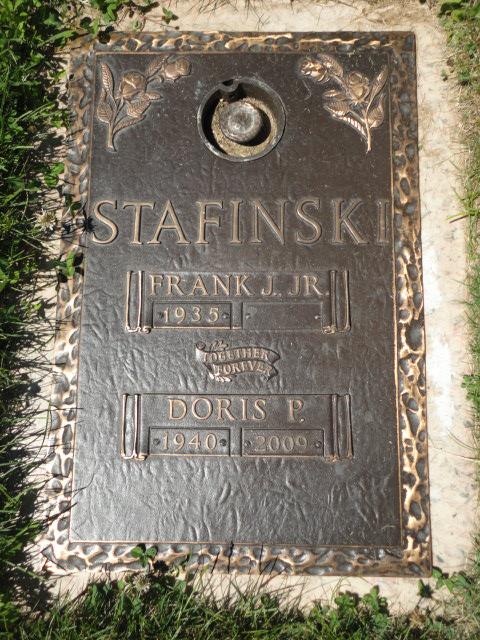 STAFINSKI
FRANK J. JR.
1935
TOGETHER
FOREVER
DORIS P.
·1940· ·2009·